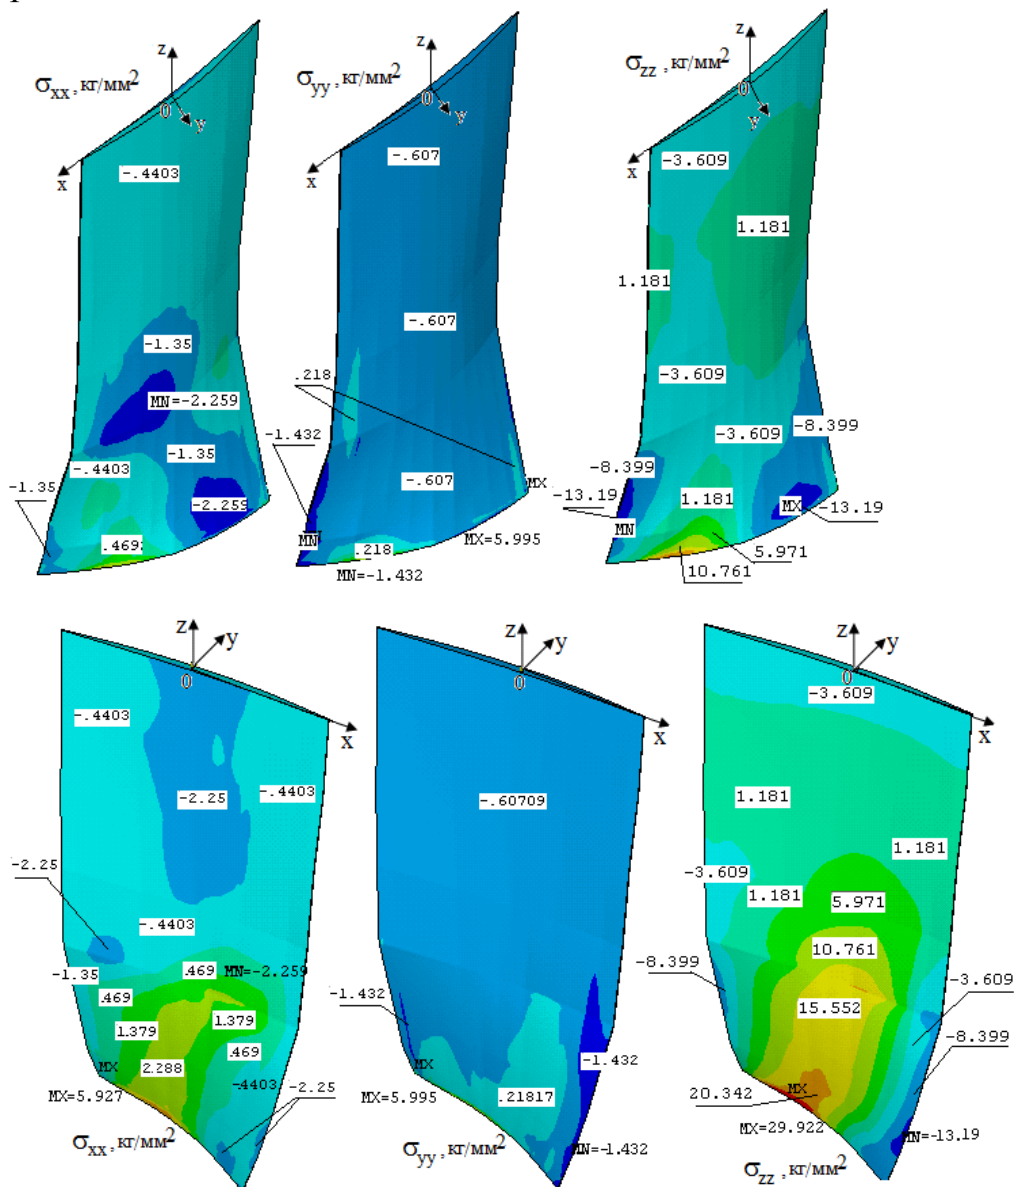 z
z
z
σxx, кг/мм2
σyy, кг/мм2
σzz, кг/мм2
0
0
0
y
y
y
x
x
x
-.4403
-.607
-3.609
1.181
1.181
-1.35
-.607
-3.609
.218
MN=-2.259
-1.432
-3.609
-8.399
-1.35
-.4403
-8.399
-1.35
-.607
MX
-13.19
1.181
-2.259
MX
-13.19
MN
.469
MN
.218
MX=5.995
5.971
MN=-1.432
10.761
z
y
z
y
z
y
0
0
0
x
x
x
-.4403
-3.609
-2.25
-.4403
-.60709
1.181
1.181
-2.25
-3.609
1.181
5.971
-.4403
10.761
-8.399
-1.35
.469
MN=-2.259
-3.609
.469
-1.432
15.552
1.379
1.379
.469
-8.399
MX
2.288
MX
-1.432
-.4403
-2.25
MX
MX=5.927
MX=5.995
.21817
20.342
MX=29.922
MN=-13.19
σxx, кг/мм2
σyy, кг/мм2
MN=-1.432
σzz, кг/мм2